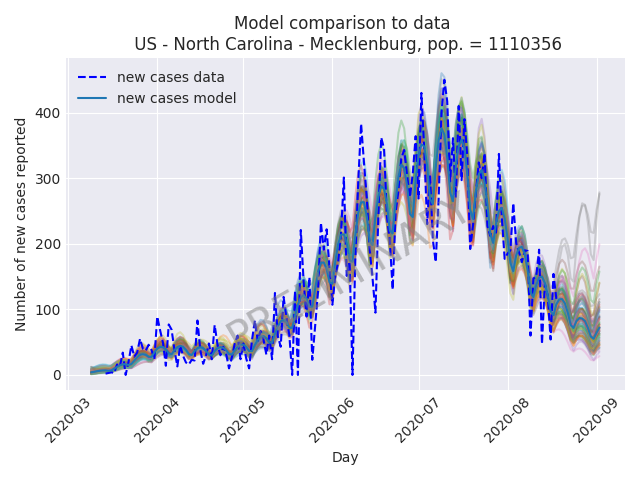 Model comparison to data
US - North Carolina - Mecklenburg, pop. = 1110356
new cases data
new cases model
PRELIMINARY
Number of new cases reported
400
300
200
100
0
2020-03
2020-04
2020-05
2020-06
2020-07
2020-08
2020-09
Day